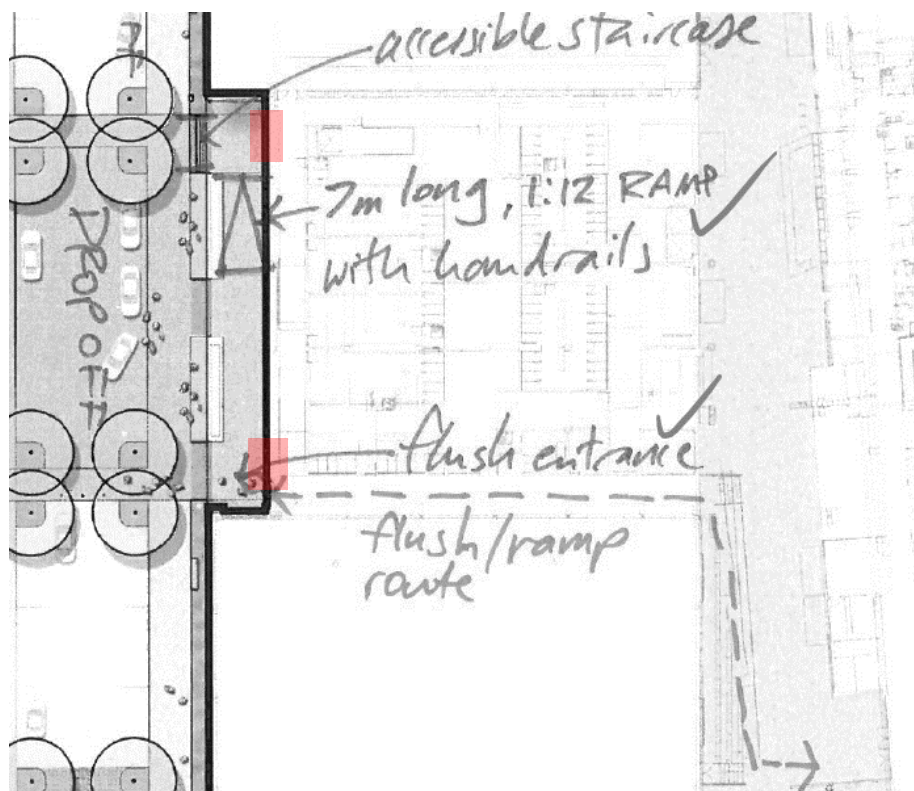 accessible staircase
7m long, 1:12 RAMP
with handrails
DROP OFF
flush entrance
flush/ramp
route